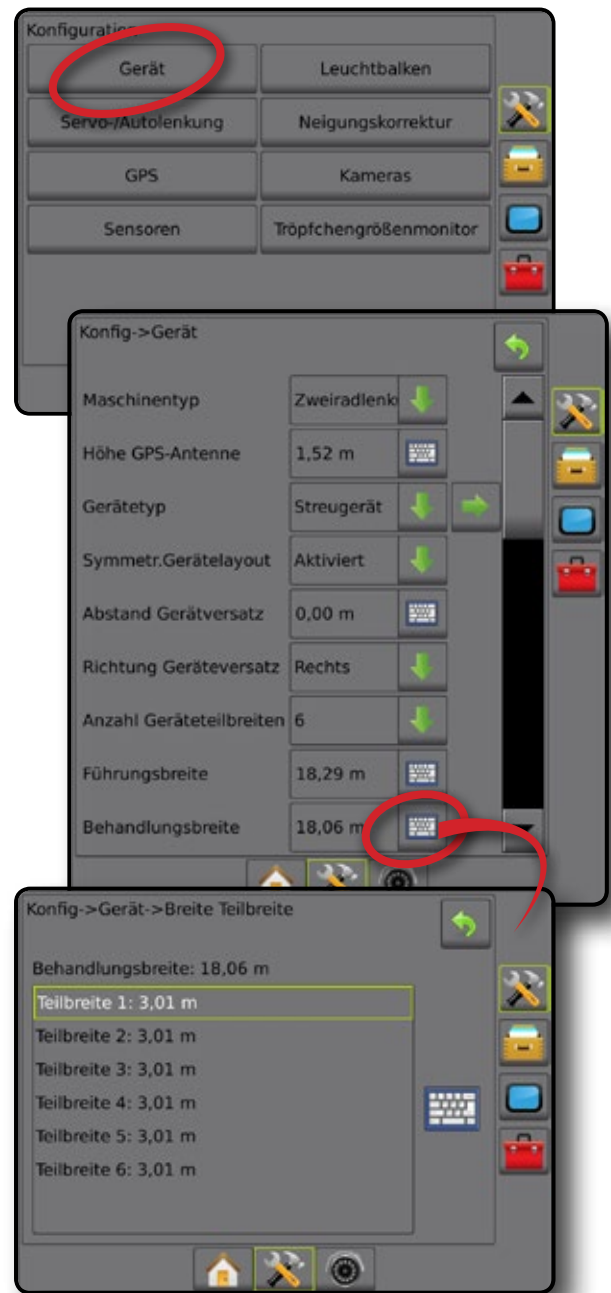 Konfiguration
Gerät Leuchtbalken
Servo-/Autolenkung Neigungskorrektur
GPS Kameras
Sensoren Tröpfchengrößenmonitor
Konfig->Gerät
Maschinentyp Zweiradlenk
Höhe GPS-Antenne 1,52 m
Gerätetyp Streugerät
Symmetr.Gerätelayout Aktiviert
Abstand Gerätversatz 0,00 m
Richtung Geräteversatz Rechts
Anzahl Geräteteilbreiten 6
Führungsbreite 18,29 m
Behandlungsbreite 18,06 m
Konfig->Gerät->Breite Teilbreite
Behandlungsbreite: 18,06 m
Teilbreite 1: 3,01 m
Teilbreite 2: 3,01 m
Teilbreite 3: 3,01 m
Teilbreite 4: 3,01 m
Teilbreite 5: 3,01 m
Teilbreite 6: 3,01 m